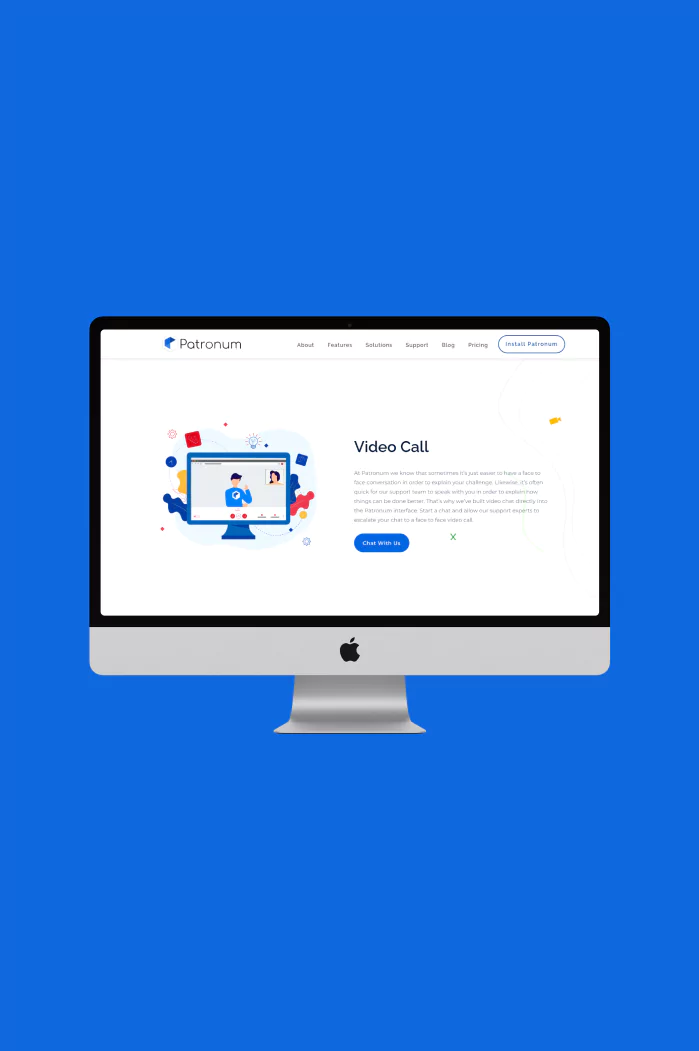 Patronum
About Features Solutions Support Blog Pricing Install Patronum
Video Call
At Patronum we know that sometimes it's just easier to have a face to
face conversation in order to explain your challenge. Likewise, it's often
quick for our support team to speak with you in order to explain how
things can be done better. That's why we've built video chat directly into
the Patronum interface. Start a chat and allow our support experts to
escalate your chat to a face to face video call.
Chat With Us
X